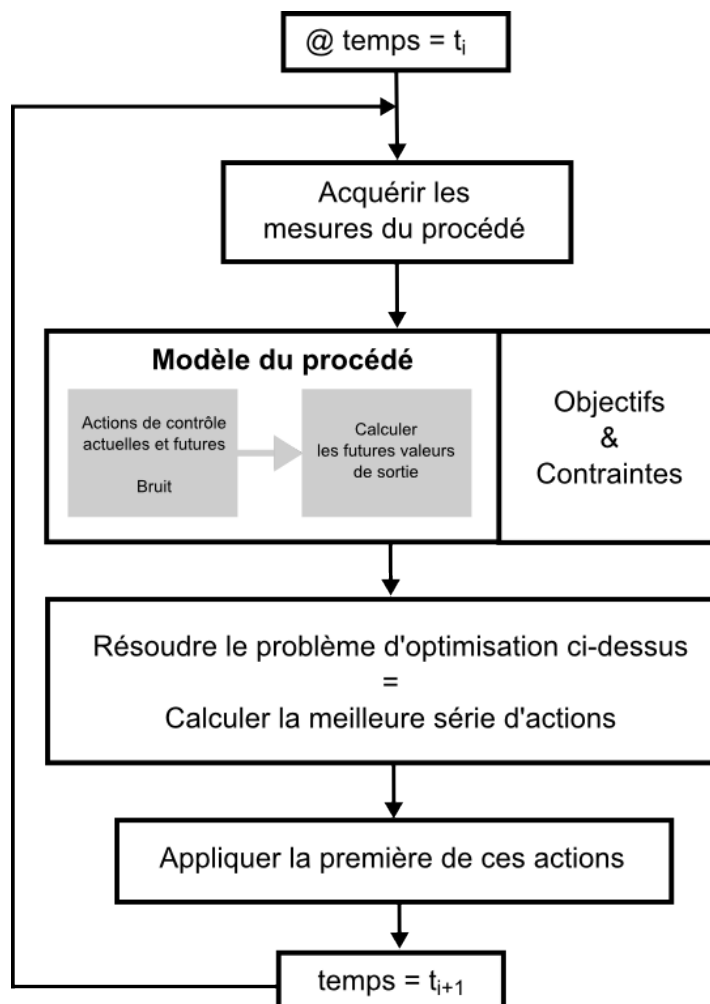 @ temps = ti
Acquérir les
mesures du procédé
Modèle du procédé
Actions de contrôle
actuelles et futures
Bruit
Calculer
les futures valeurs
de sortie
Objectifs
&
Contraintes
Résoudre le problème d'optimisation ci-dessus
=
Calculer la meilleure série d'actions
Appliquer la première de ces actions
temps = ti+1